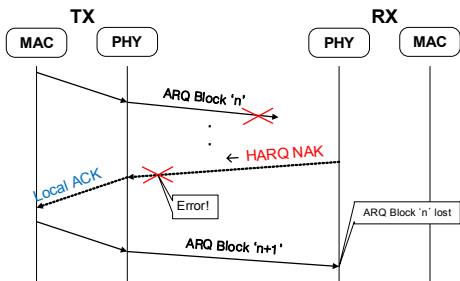 TX
RX
MAC
PHY
PHY
MAC
ARQ Block 'n'
← HARQ NAK
Local ACK
Error!
ARQ Block 'n' lost
ARQ Block 'n+1'